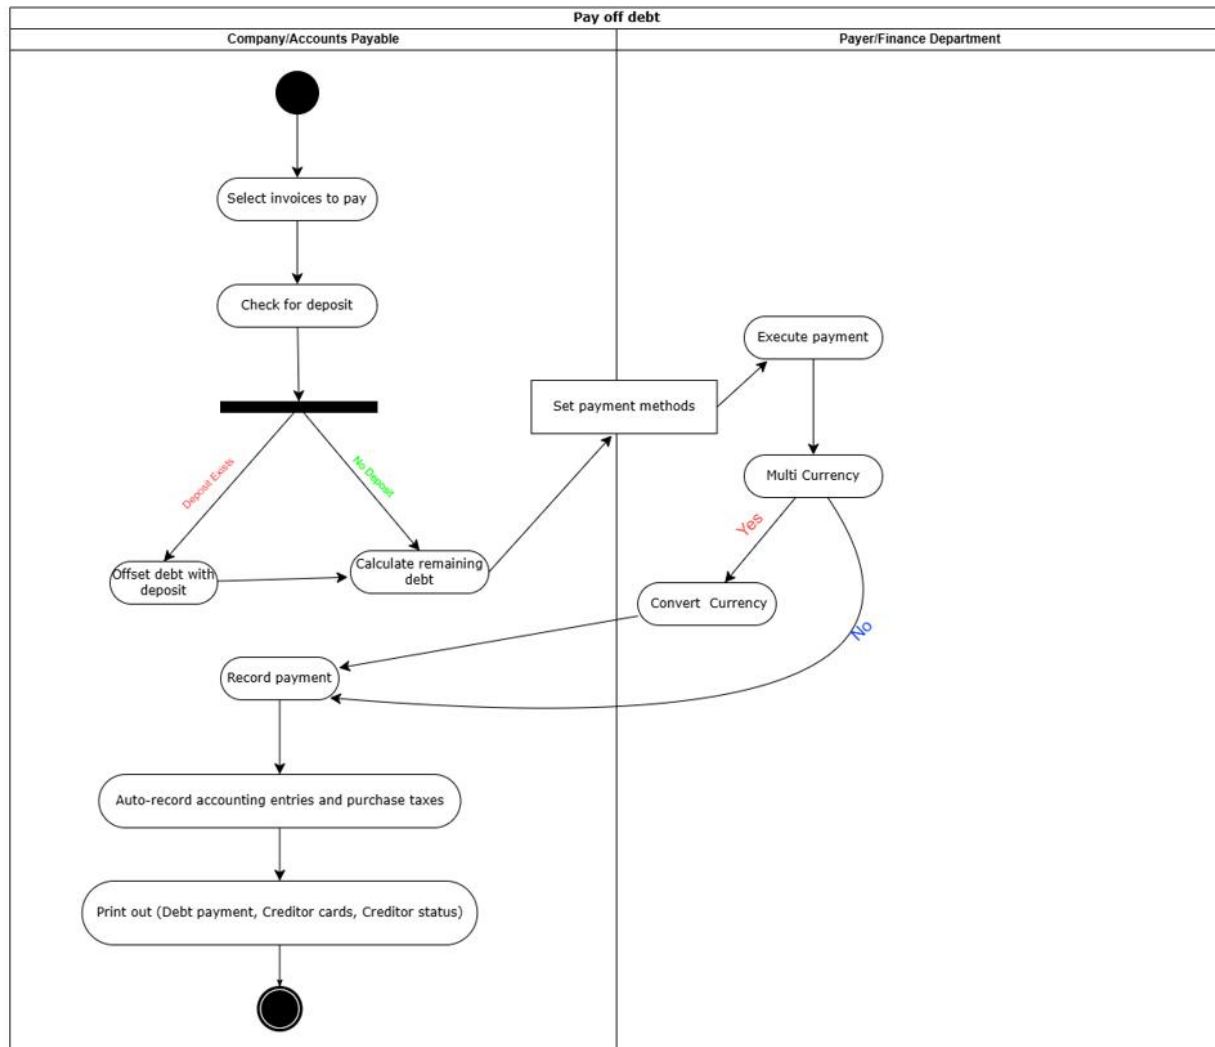 Pay off debt
Company/Accounts Payable
Payer/Finance Department
Select invoices to pay
Check for deposit
Execute payment
Set payment methods
Deposit Exists
No Deposit
Multi Currency
Yes
Offset debt with
deposit
Calculate remaining
debt
Convert Currency
No
Record payment
Auto-record accounting entries and purchase taxes
Print out (Debt payment, Creditor cards, Creditor status)